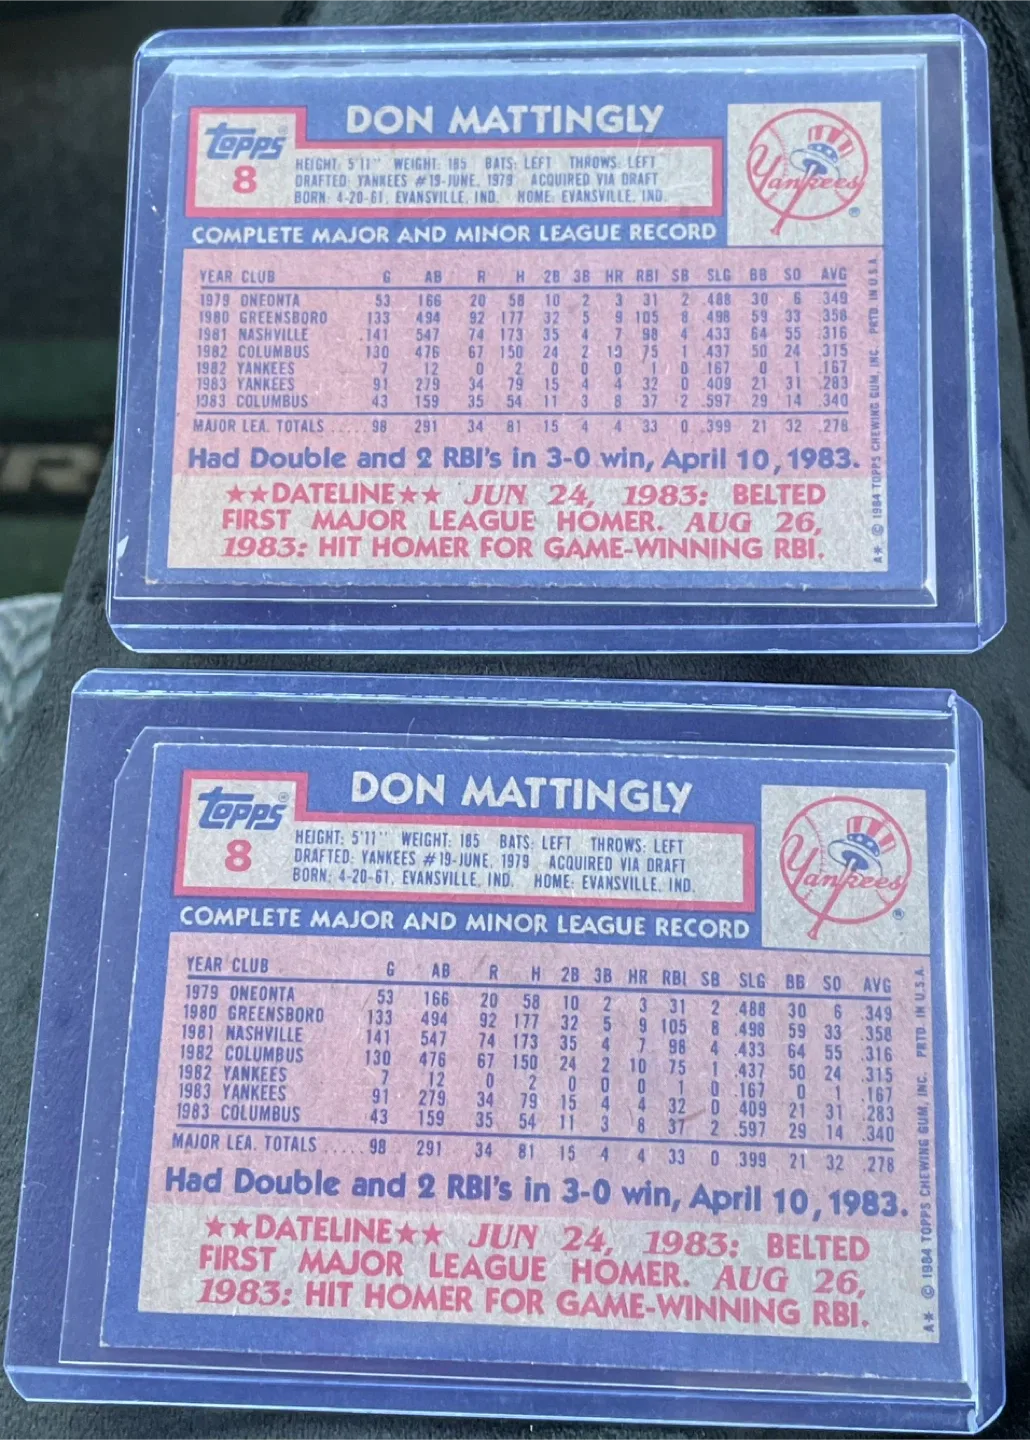 DON MATTINGLY
Topps
8
HEIGHT: 5'11" WEIGHT: 185 BATS: LEFT THROWS: LEFT
DRAFTED: YANKEES #19-JUNE, 1979 ACQUIRED VIA DRAFT
BORN: 4-20-61, EVANSVILLE, IND. HOME: EVANSVILLE, IND.
Yankees
®
COMPLETE MAJOR AND MINOR LEAGUE RECORD
YEAR CLUB G AB R H 2B 3B HR RBI SB SLG BB SO AVG
1979 ONEONTA 53 166 20 58 10 2 3 31 2 .488 30 6 .349
1980 GREENSBORO 133 494 92 177 32 5 9 105 8 .498 59 33 .358
1981 NASHVILLE 141 547 74 173 35 4 7 98 4 .433 64 55 .316
1982 COLUMBUS 130 476 67 150 24 2 10 75 1 .437 50 24 .315
1982 YANKEES 7 12 0 2 0 0 0 1 0 .167 0 1 .167
1983 YANKEES 91 279 34 79 15 4 4 32 0 .409 21 31 .283
1983 COLUMBUS 43 159 35 54 11 3 8 37 2 .597 29 14 .340
MAJOR LEA. TOTALS ..... 98 291 34 81 15 4 4 33 0 .399 21 32 .278
Had Double and 2 RBI's in 3-0 win, April 10, 1983.
★★DATELINE★★ JUN 24, 1983: BELTED
FIRST MAJOR LEAGUE HOMER. AUG 26,
1983: HIT HOMER FOR GAME-WINNING RBI.
A* © 1984 TOPPS CHEWING GUM, INC. PRTD. IN U.S.A.
DON MATTINGLY
Topps®
8
HEIGHT: 5'11" WEIGHT: 185 BATS: LEFT THROWS: LEFT
DRAFTED: YANKEES #19-JUNE, 1979 ACQUIRED VIA DRAFT
BORN: 4-20-61, EVANSVILLE, IND. HOME: EVANSVILLE, IND.
Yankees
®
COMPLETE MAJOR AND MINOR LEAGUE RECORD
YEAR CLUB G AB R H 2B 3B HR RBI SB SLG BB SO AVG
1979 ONEONTA 53 166 20 58 10 2 3 31 2 .488 30 6 .349
1980 GREENSBORO 133 494 92 177 32 5 9 105 8 .498 59 33 .358
1981 NASHVILLE 141 547 74 173 35 4 7 98 4 .433 64 55 .316
1982 COLUMBUS 130 476 67 150 24 2 10 75 1 .437 50 24 .315
1982 YANKEES 7 12 0 2 0 0 0 1 0 .167 0 1 .167
1983 YANKEES 91 279 34 79 15 4 4 32 0 .409 21 31 .283
1983 COLUMBUS 43 159 35 54 11 3 8 37 2 .597 29 14 .340
MAJOR LEA. TOTALS ..... 98 291 34 81 15 4 4 33 0 .399 21 32 .278
Had Double and 2 RBI's in 3-0 win, April 10, 1983.
★★DATELINE★★ JUN 24, 1983: BELTED
FIRST MAJOR LEAGUE HOMER. AUG 26,
1983: HIT HOMER FOR GAME-WINNING RBI.
A* © 1984 TOPPS CHEWING GUM, INC. PRTD. IN U.S.A.